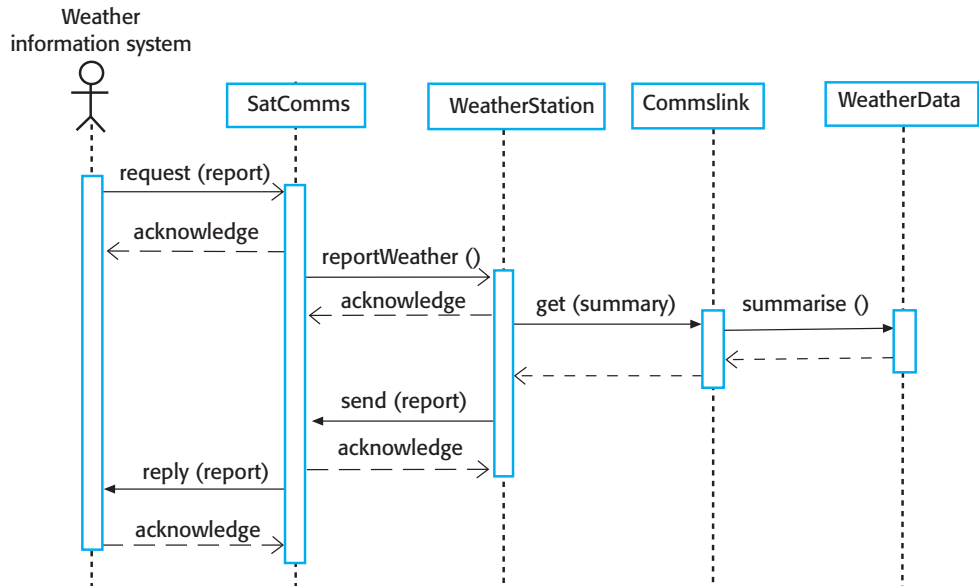 Weather
information system
SatComms
WeatherStation
Commslink
WeatherData
request (report)
acknowledge
reportWeather ()
acknowledge
get (summary)
summarise ()
send (report)
acknowledge
reply (report)
acknowledge